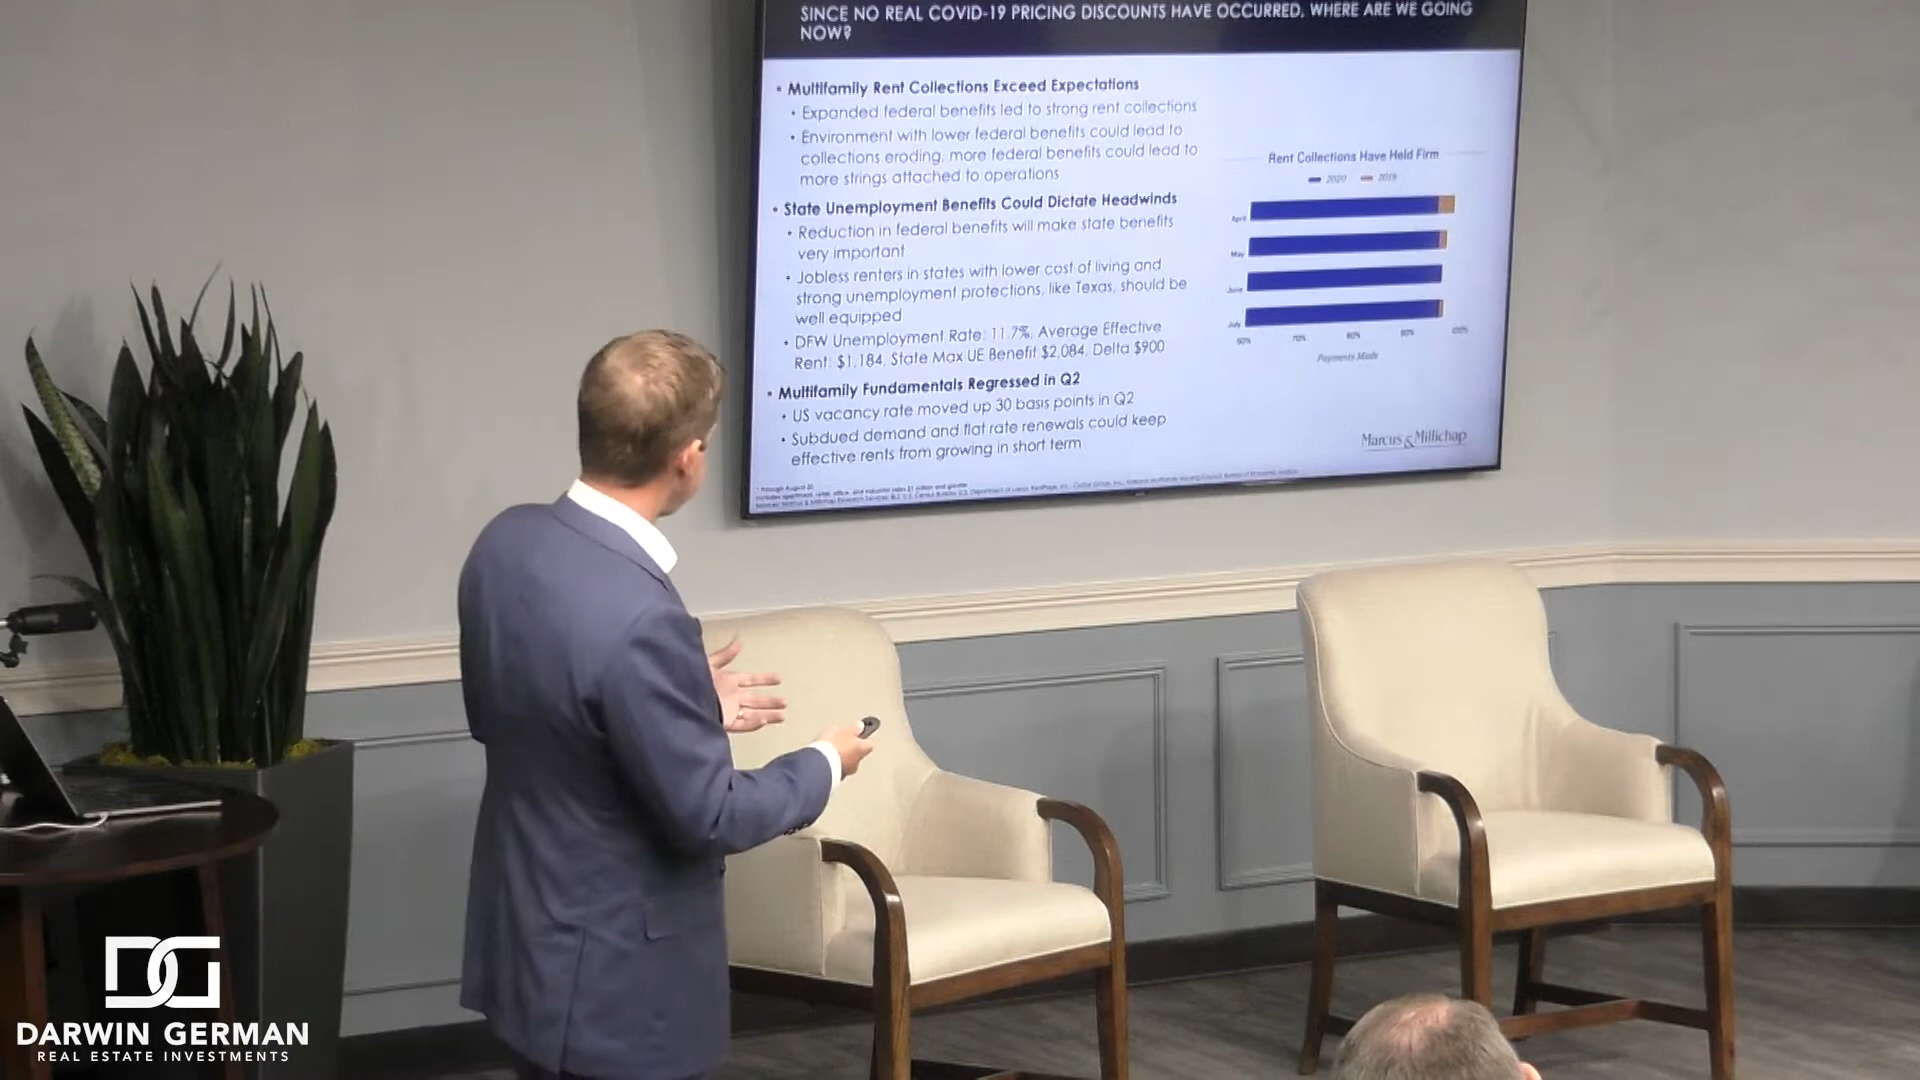 SINCE NO REAL COVID-19 PRICING DISCOUNTS HAVE OCCURRED, WHERE ARE WE GOING
NOW?
• Multifamily Rent Collections Exceed Expectations
• Expanded federal benefits led to strong rent collections
• Environment with lower federal benefits could lead to
collections eroding, more federal benefits could lead to
more strings attached to operations
• State Unemployment Benefits Could Dictate Headwinds
• Reduction in federal benefits will make state benefits
very important
• Jobless renters in states with lower cost of living and
strong unemployment protections, like Texas, should be
well equipped
• DFW Unemployment Rate: 11.7%, Average Effective
Rent: $1,184, State Max UE Benefit $2,084, Delta $900
• Multifamily Fundamentals Regressed in Q2
• US vacancy rate moved up 30 basis points in Q2
• Subdued demand and flat rate renewals could keep
effective rents from growing in short term
Rent Collections Have Held Firm
2020 2019
April
May
June
July
60% 70% 80% 90% 100%
Payments Made
Marcus & Millichap
DG
DARWIN GERMAN
REAL ESTATE INVESTMENTS